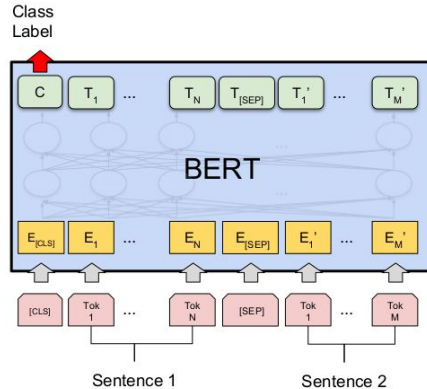 Class
Label
C T1 ... TN T[SEP] T1' ... TM'
...
BERT
...
E[CLS] E1 ... EN E[SEP] E1' ... EM'
[CLS] Tok 1 ... Tok N [SEP] Tok 1 ... Tok M
Sentence 1 Sentence 2